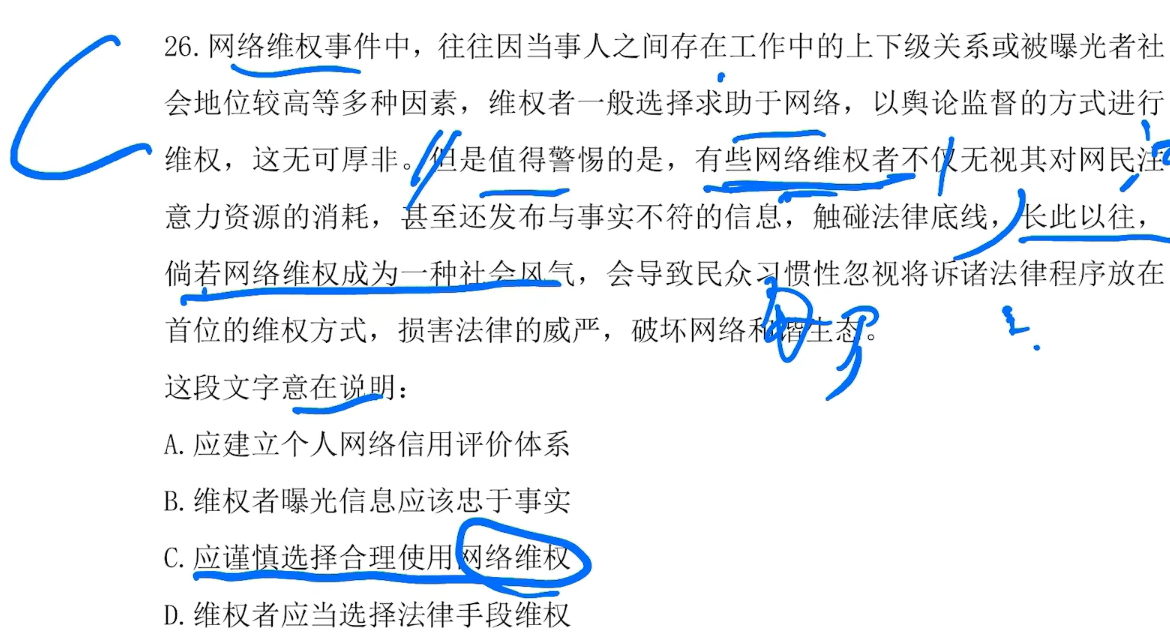 26.网络维权事件中，往往因当事人之间存在工作中的上下级关系或被曝光者社
会地位较高等多种因素，维权者一般选择求助于网络，以舆论监督的方式进行
维权，这无可厚非。但是值得警惕的是，有些网络维权者不仅无视其对网民注
意力资源的消耗，甚至还发布与事实不符的信息，触碰法律底线，长此以往，
倘若网络维权成为一种社会风气，会导致民众习惯性忽视将诉诸法律程序放在
首位的维权方式，损害法律的威严，破坏网络和谐生态。
这段文字意在说明：
A.应建立个人网络信用评价体系
B.维权者曝光信息应该忠于事实
C.应谨慎选择合理使用网络维权
D.维权者应当选择法律手段维权